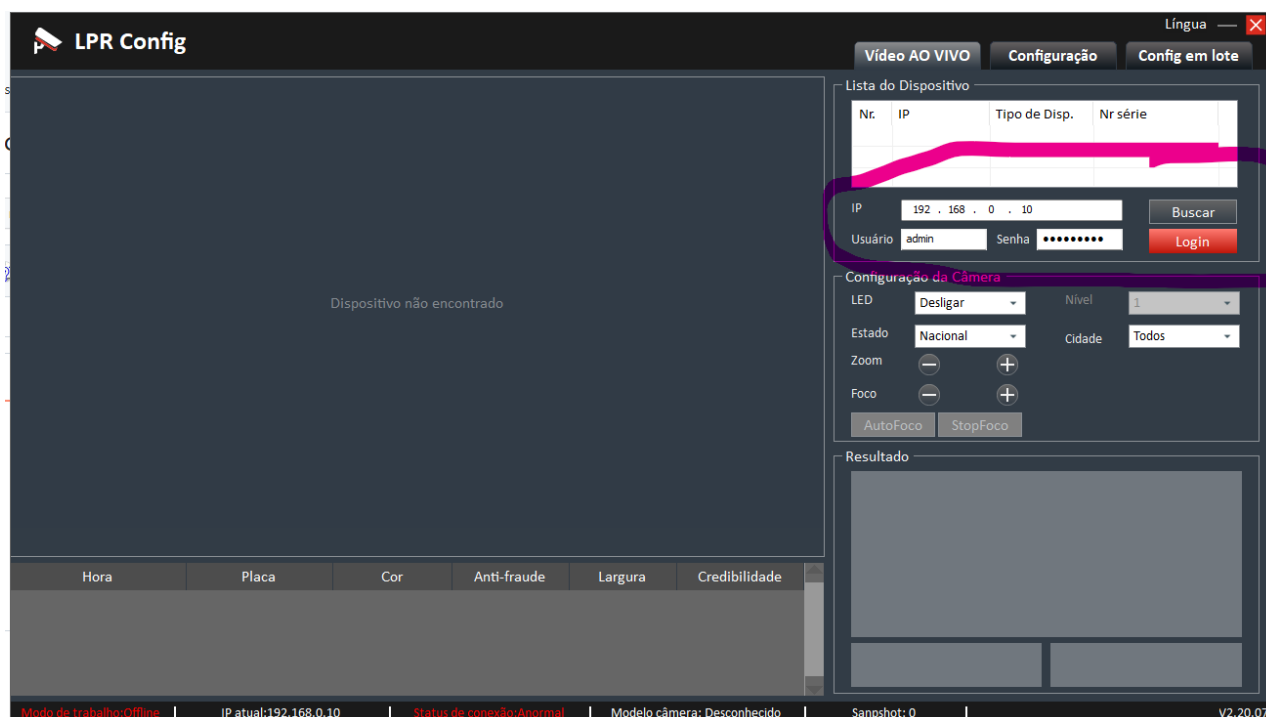 Língua
LPR Config
Vídeo AO VIVO Configuração Config em lote
Lista do Dispositivo
Nr. IP Tipo de Disp. Nr série
IP 192 . 168 . 0 . 10 Buscar
Usuário admin Senha ••••••••• Login
Dispositivo não encontrado
Configuração da Câmera
LED Desligar Nível 1
Estado Nacional Cidade Todos
Zoom
Foco
AutoFoco StopFoco
Resultado
Hora Placa Cor Anti-fraude Largura Credibilidade
Modo de trabalho:Offline IP atual:192.168.0.10 Status de conexão:Anormal Modelo câmera: Desconhecido Sanpshot: 0 V2.20.07